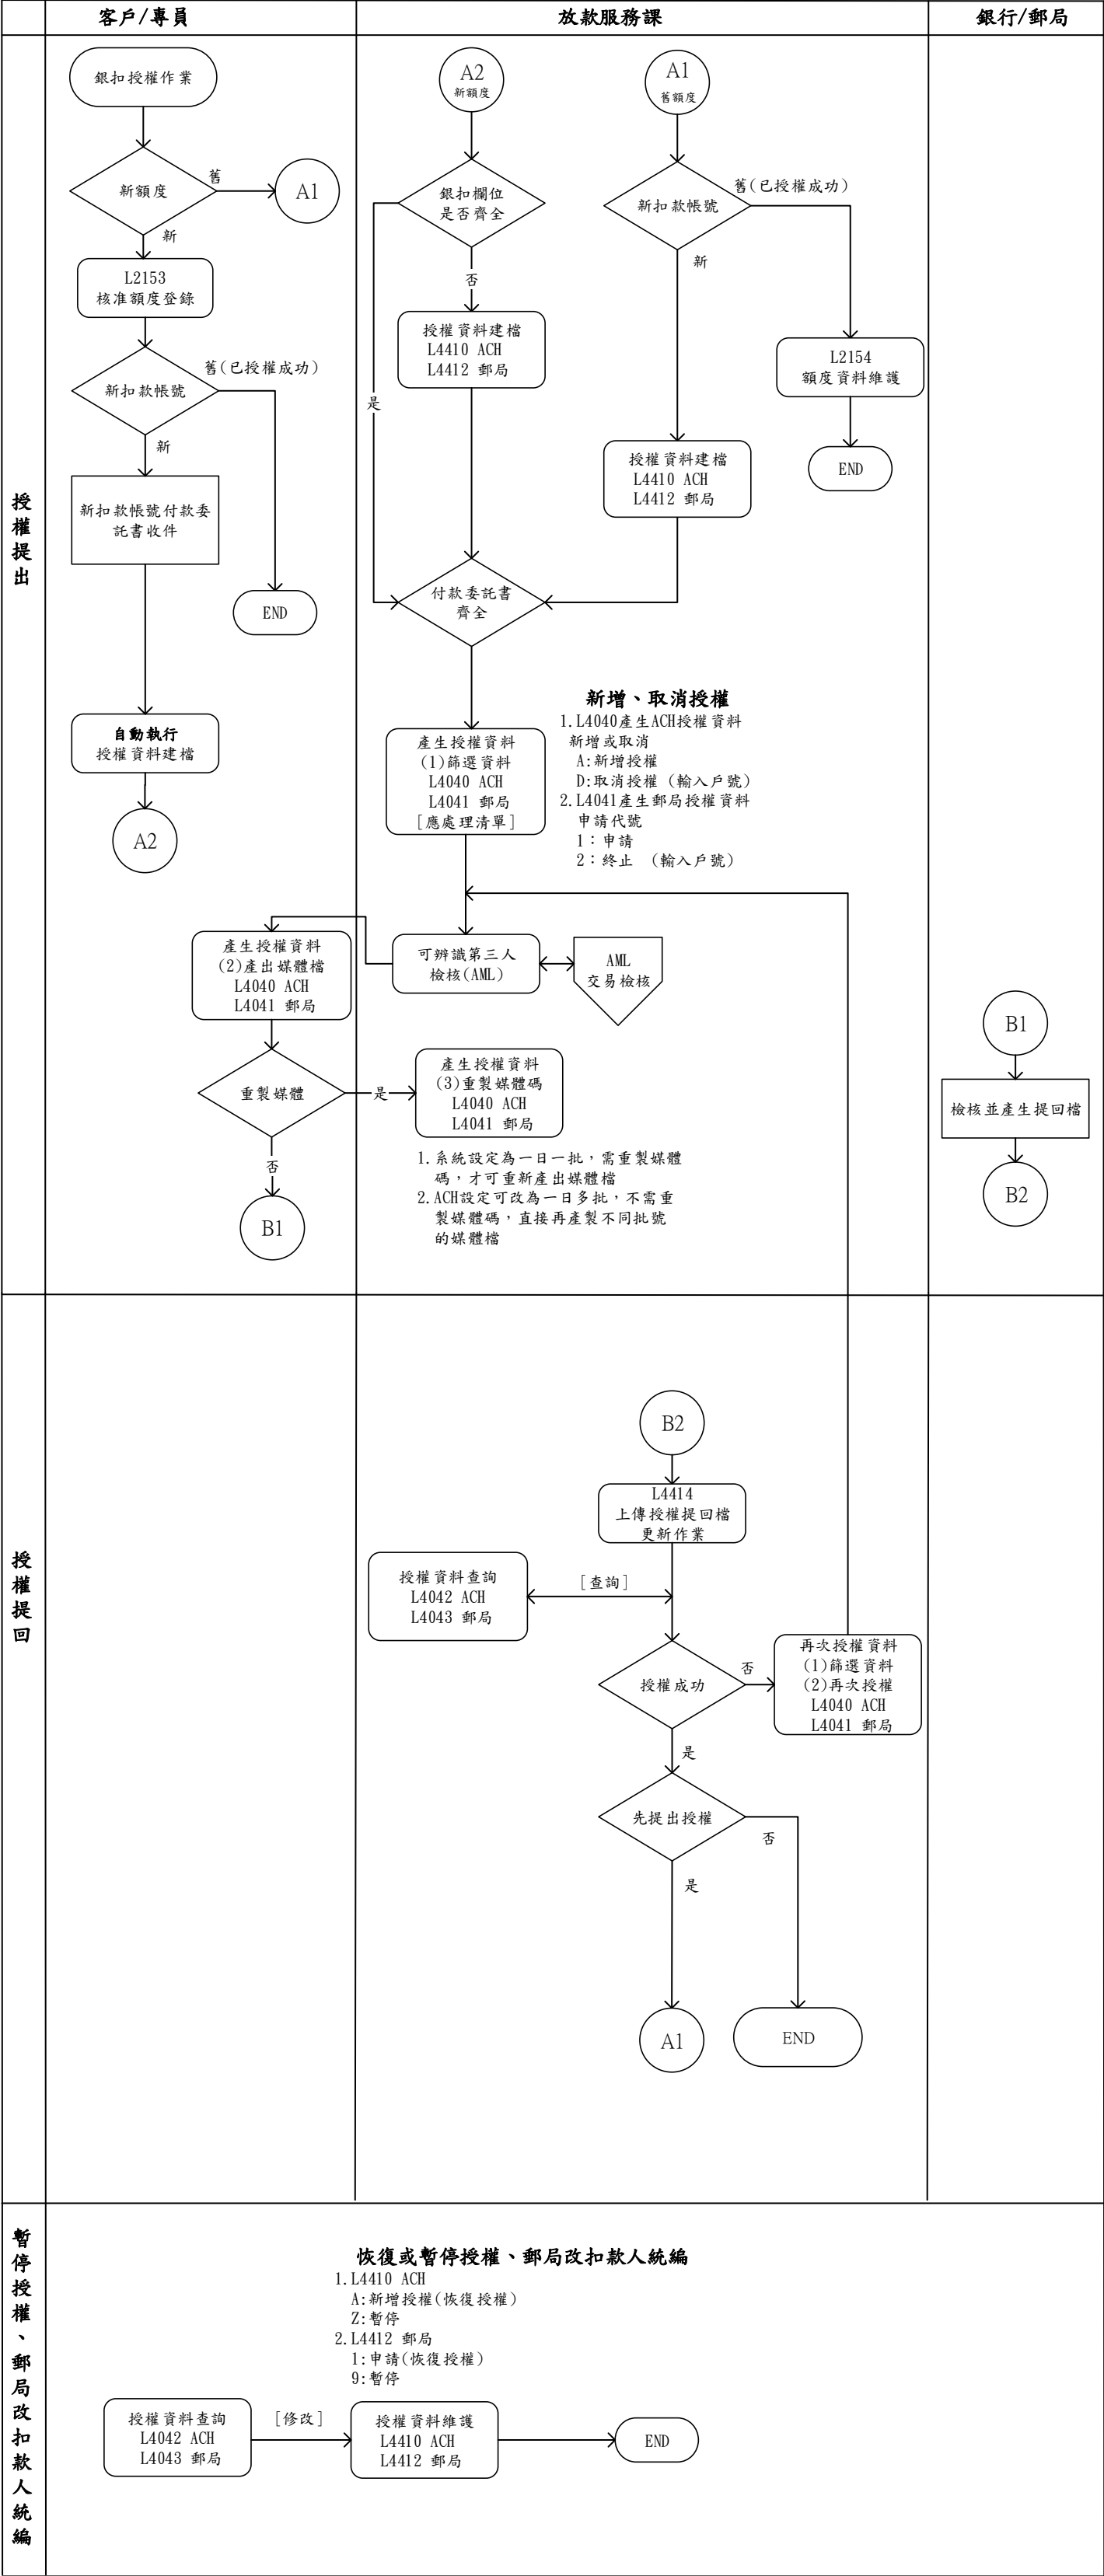 客戶/專員
放款服務課
銀行/郵局
授權提出
銀扣授權作業
新額度
舊
A1
新
L2153
核准額度登錄
新扣款帳號
舊(已授權成功)
新
新扣款帳號付款委
託書收件
END
自動執行
授權資料建檔
A2
A2
新額度
銀扣欄位
是否齊全
是
否
授權資料建檔
L4410 ACH
L4412 郵局
A1
舊額度
新扣款帳號
舊(已授權成功)
新
L2154
額度資料維護
END
授權資料建檔
L4410 ACH
L4412 郵局
付款委託書
齊全
產生授權資料
(1)篩選資料
L4040 ACH
L4041 郵局
[應處理清單]
新增、取消授權
1.L4040產生ACH授權資料
新增或取消
A:新增授權
D:取消授權 (輸入戶號)
2.L4041產生郵局授權資料
申請代號
1：申請
2：終止 (輸入戶號)
可辨識第三人
檢核(AML)
AML
交易檢核
產生授權資料
(2)產出媒體檔
L4040 ACH
L4041 郵局
重製媒體
是
產生授權資料
(3)重製媒體碼
L4040 ACH
L4041 郵局
否
B1
1.系統設定為一日一批，需重製媒體
碼，才可重新產出媒體檔
2.ACH設定可改為一日多批，不需重
製媒體碼，直接再產製不同批號
的媒體檔
B1
檢核並產生提回檔
B2
授權提回
B2
L4414
上傳授權提回檔
更新作業
授權資料查詢
L4042 ACH
L4043 郵局
[查詢]
授權成功
否
再次授權資料
(1)篩選資料
(2)再次授權
L4040 ACH
L4041 郵局
是
先提出授權
否
是
A1
END
暫停授權、郵局改扣款人統編
恢復或暫停授權、郵局改扣款人統編
1.L4410 ACH
A:新增授權(恢復授權)
Z:暫停
2.L4412 郵局
1:申請(恢復授權)
9:暫停
授權資料查詢
L4042 ACH
L4043 郵局
[修改]
授權資料維護
L4410 ACH
L4412 郵局
END